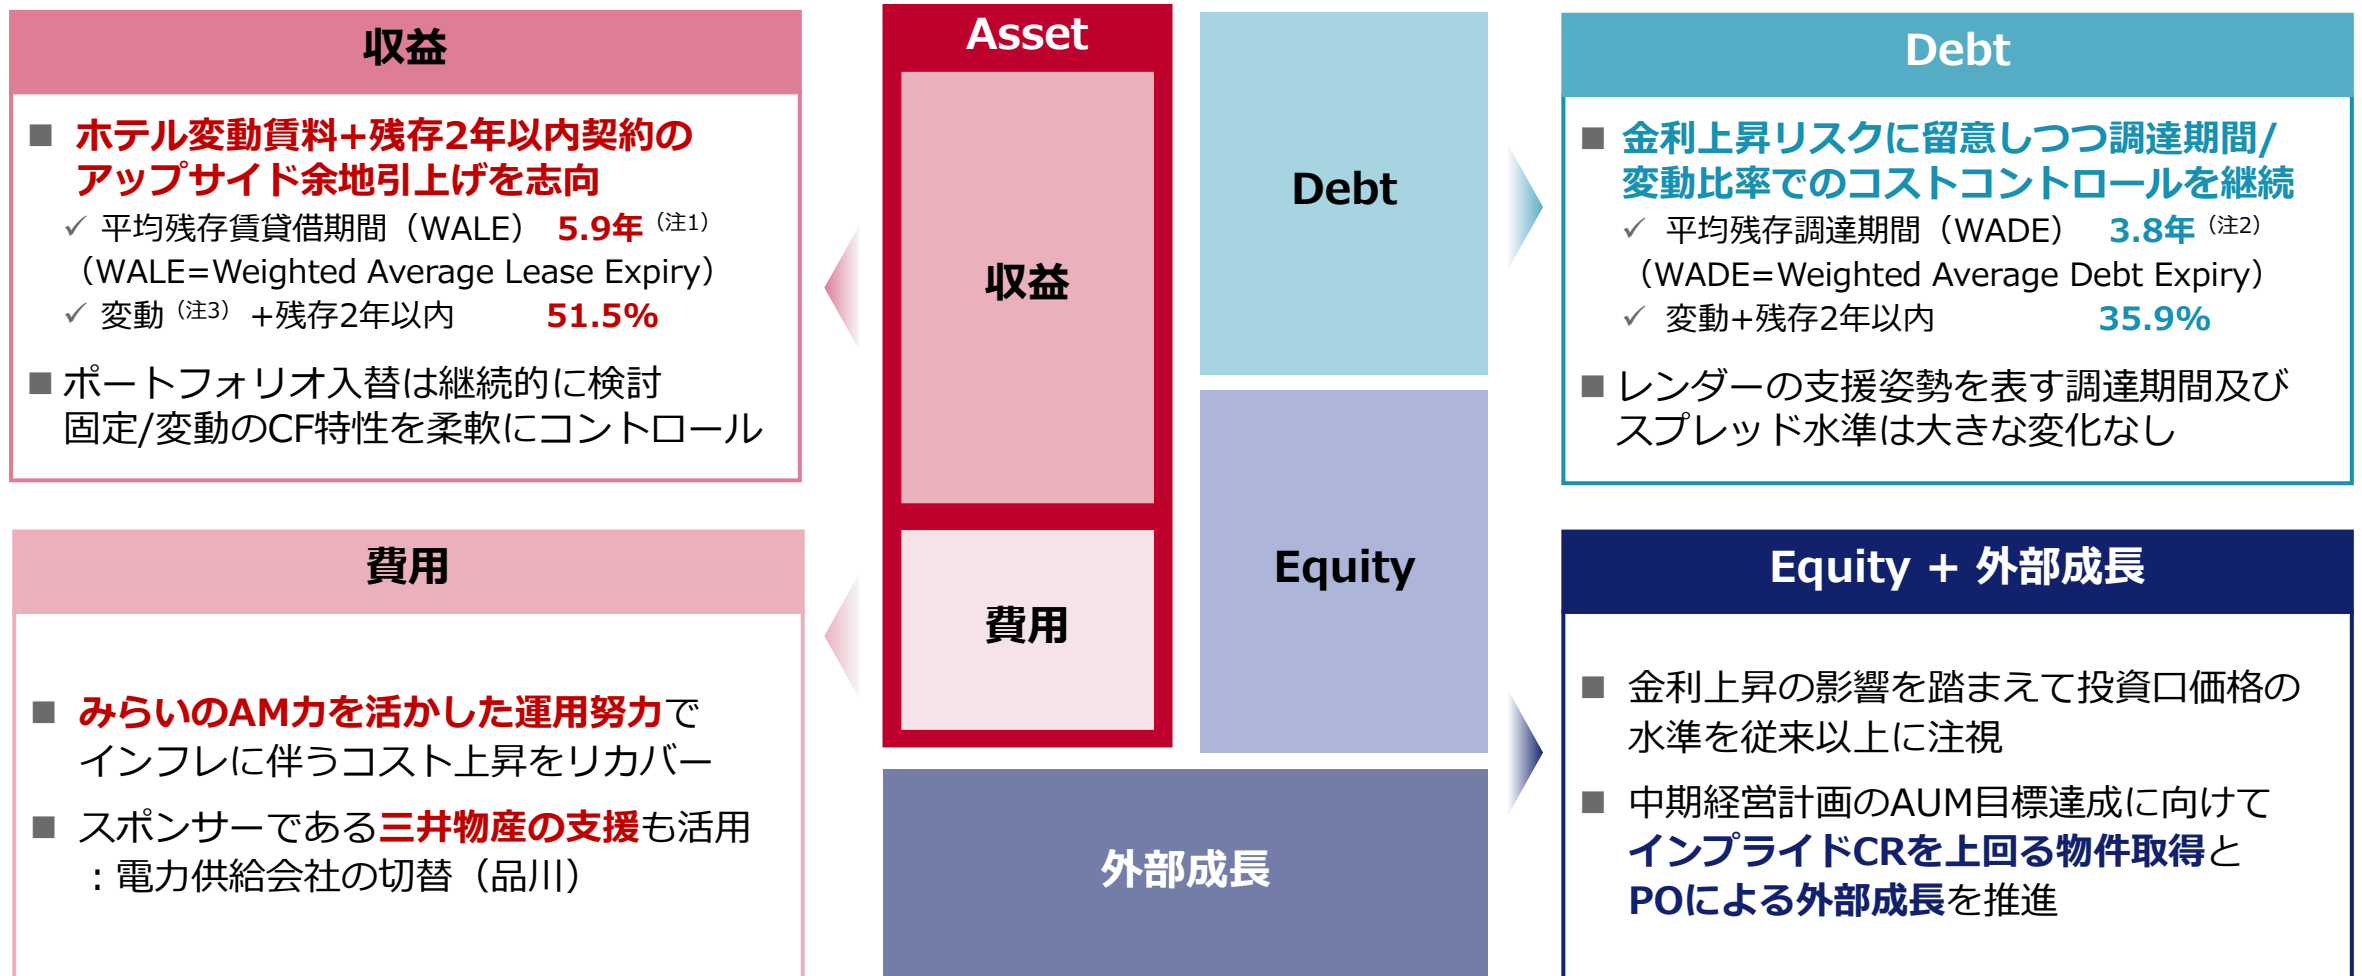 収益
■ ホテル変動賃料+残存2年以内契約の
アップサイド余地引上げを志向
✓ 平均残存賃貸借期間（WALE） 5.9年（注1）
（WALE=Weighted Average Lease Expiry）
✓ 変動（注3）+残存2年以内 51.5%
■ ポートフォリオ入替は継続的に検討
固定/変動のCF特性を柔軟にコントロール
費用
■ みらいのAM力を活かした運用努力で
インフレに伴うコスト上昇をリカバー
■ スポンサーである三井物産の支援も活用
：電力供給会社の切替（品川）
Asset
収益
費用
Debt
Equity
外部成長
Debt
■ 金利上昇リスクに留意しつつ調達期間/
変動比率でのコストコントロールを継続
✓ 平均残存調達期間（WADE） 3.8年（注2）
（WADE=Weighted Average Debt Expiry）
✓ 変動+残存2年以内 35.9%
■ レンダーの支援姿勢を表す調達期間及び
スプレッド水準は大きな変化なし
Equity + 外部成長
■ 金利上昇の影響を踏まえて投資口価格の
水準を従来以上に注視
■ 中期経営計画のAUM目標達成に向けて
インプライドCRを上回る物件取得と
POによる外部成長を推進